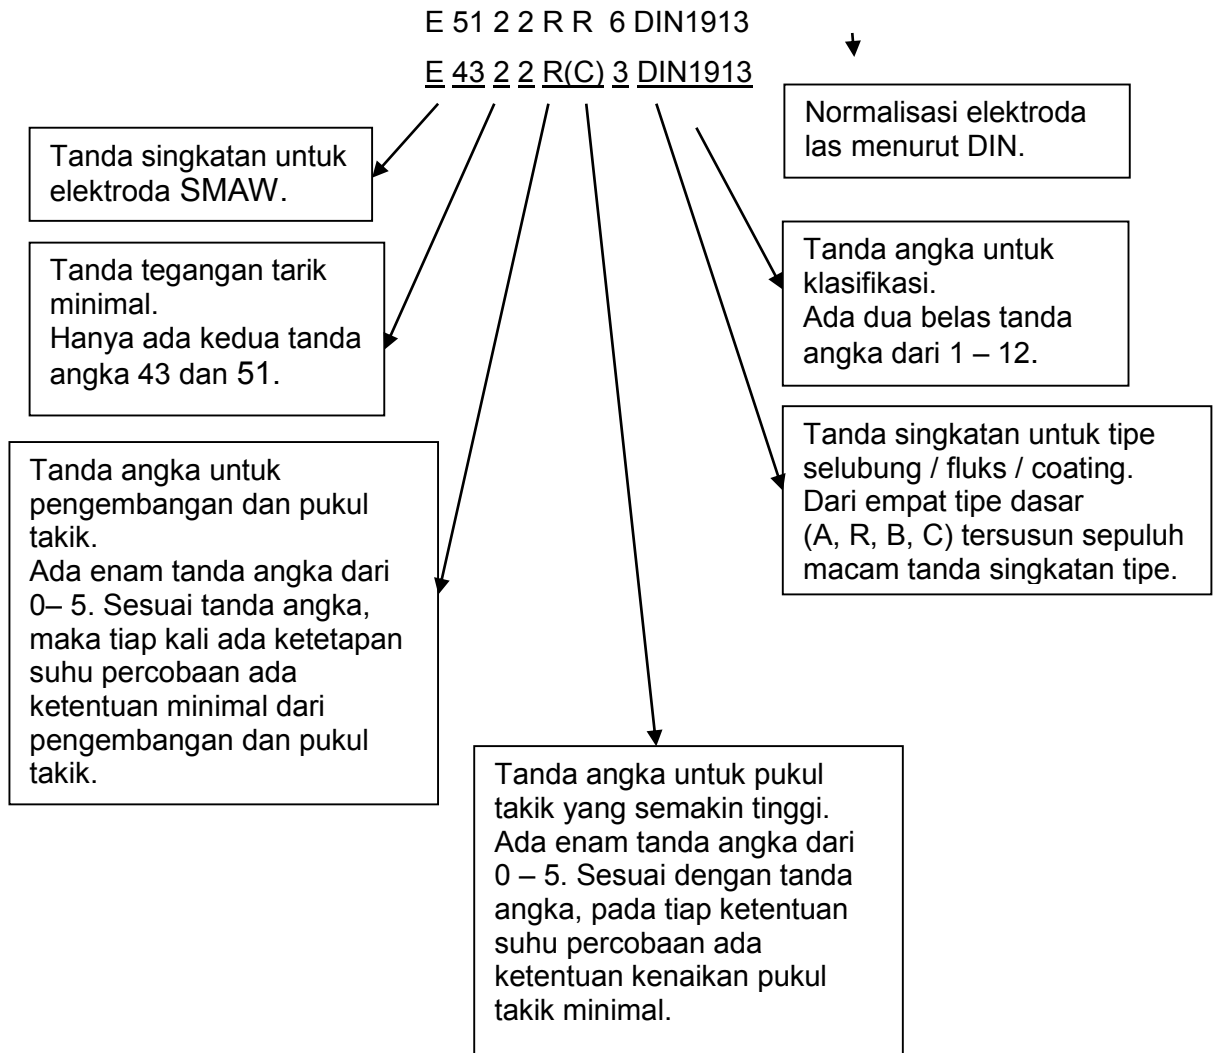 E 51 2 2 R R 6 DIN1913
E 43 2 2 R(C) 3 DIN1913
Normalisasi elektroda
las menurut DIN.
Tanda singkatan untuk
elektroda SMAW.
Tanda tegangan tarik
minimal.
Hanya ada kedua tanda
angka 43 dan 51.
Tanda angka untuk
klasifikasi.
Ada dua belas tanda
angka dari 1 – 12.
Tanda singkatan untuk tipe
selubung / fluks / coating.
Dari empat tipe dasar
(A, R, B, C) tersusun sepuluh
macam tanda singkatan tipe.
Tanda angka untuk
pengembangan dan pukul
takik.
Ada enam tanda angka dari
0– 5. Sesuai tanda angka,
maka tiap kali ada ketetapan
suhu percobaan ada
ketentuan minimal dari
pengembangan dan pukul
takik.
Tanda angka untuk pukul
takik yang semakin tinggi.
Ada enam tanda angka dari
0 – 5. Sesuai dengan tanda
angka, pada tiap ketentuan
suhu percobaan ada
ketentuan kenaikan pukul
takik minimal.